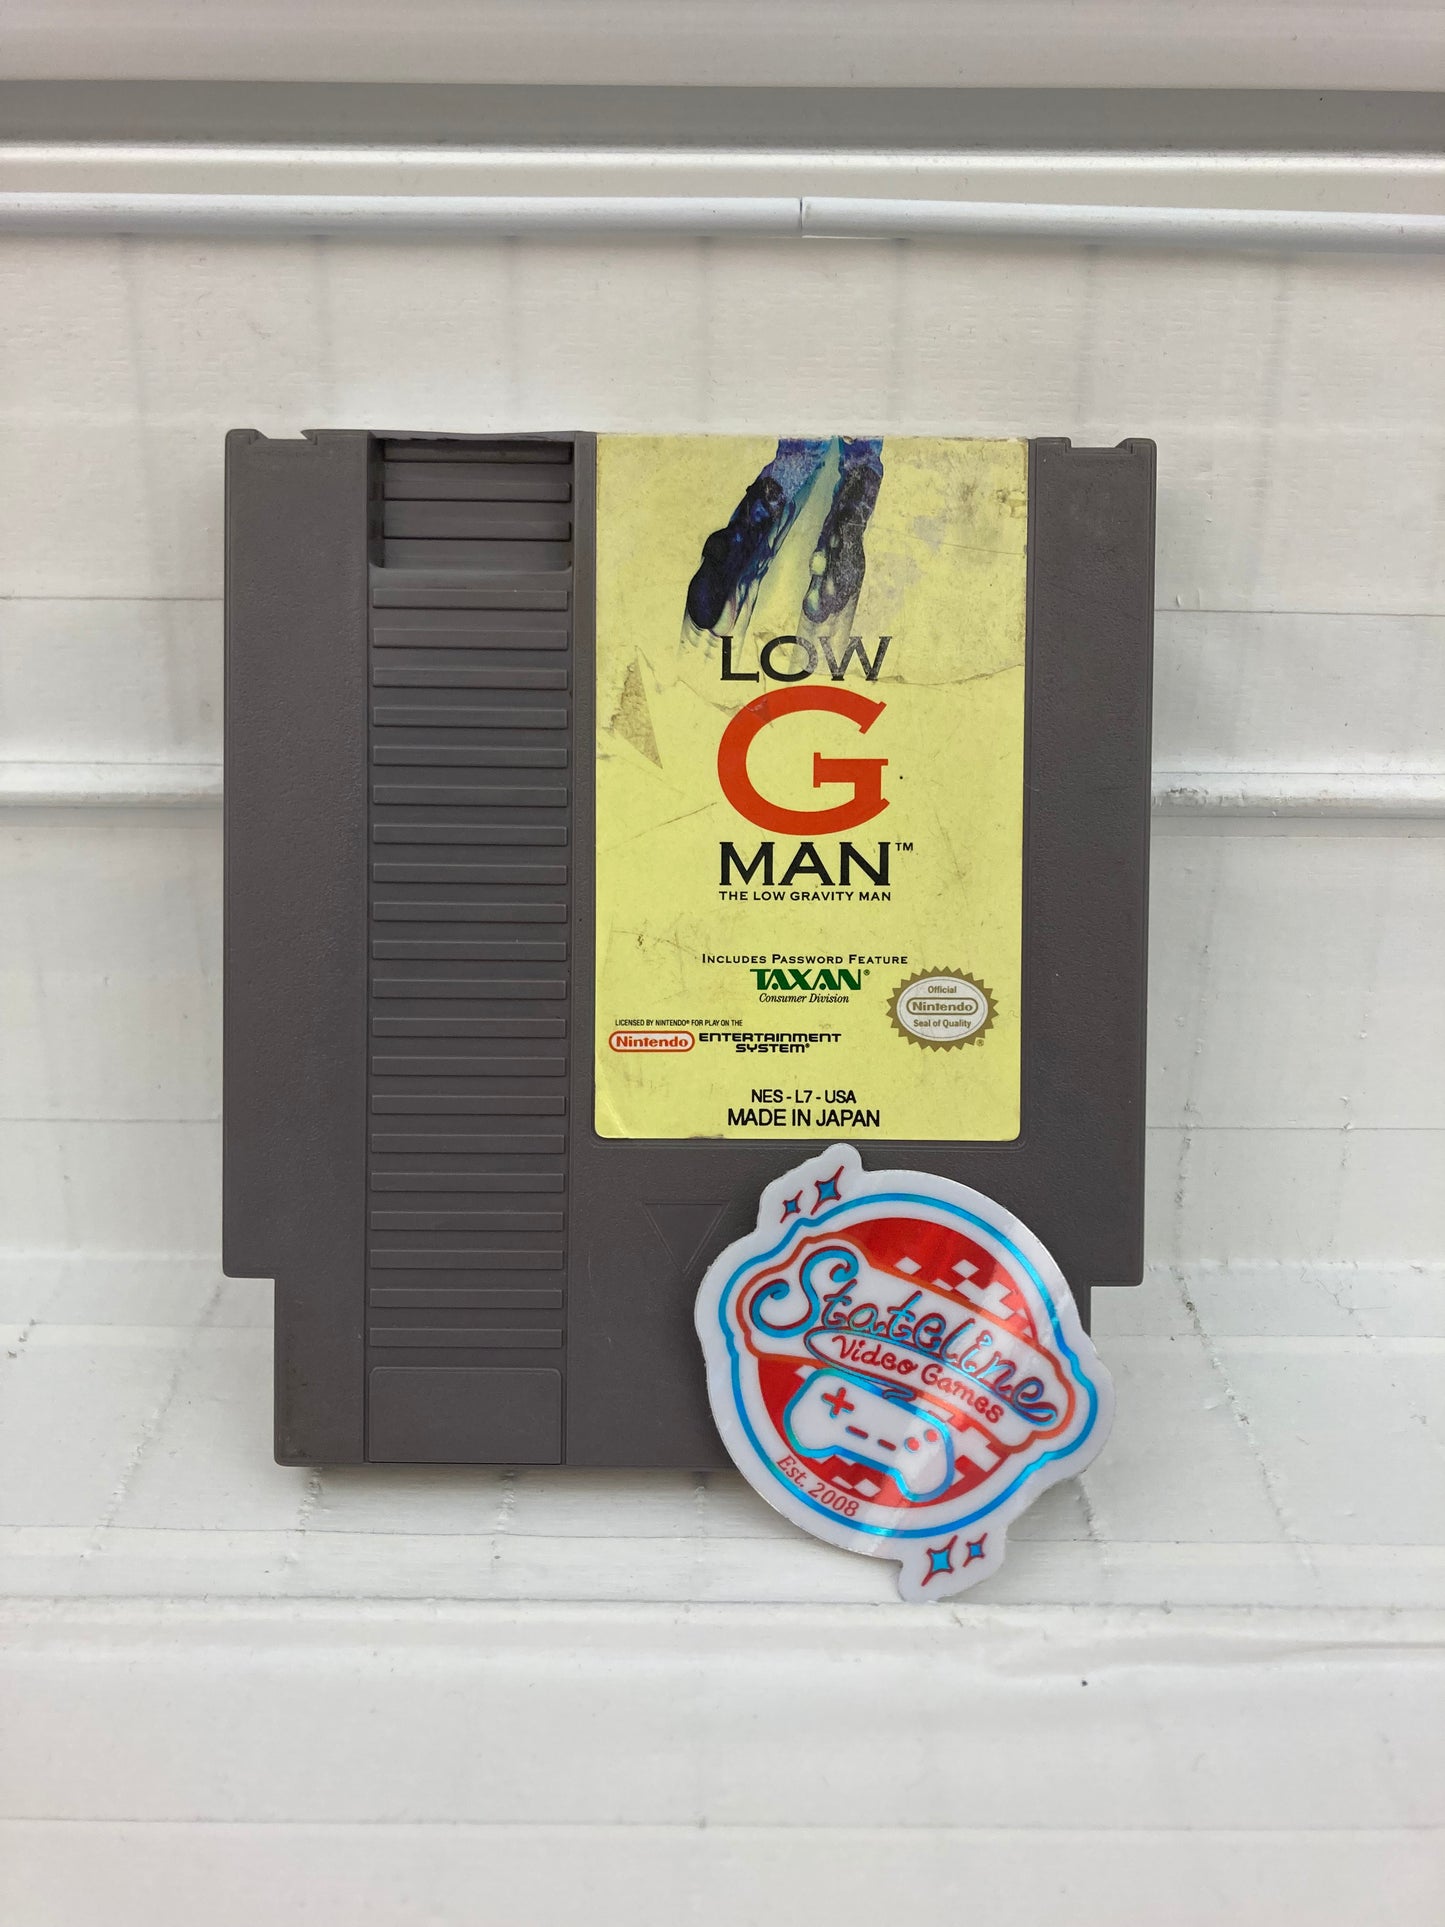 LOW
G
MAN™
THE LOW GRAVITY MAN
INCLUDES PASSWORD FEATURE
TAXAN®
Consumer Division
Official
Nintendo
Seal of Quality
®
LICENSED BY NINTENDO® FOR PLAY ON THE
Nintendo ENTERTAINMENT
SYSTEM®
NES - L7 - USA
MADE IN JAPAN
Stateline
Video Games
Est. 2008